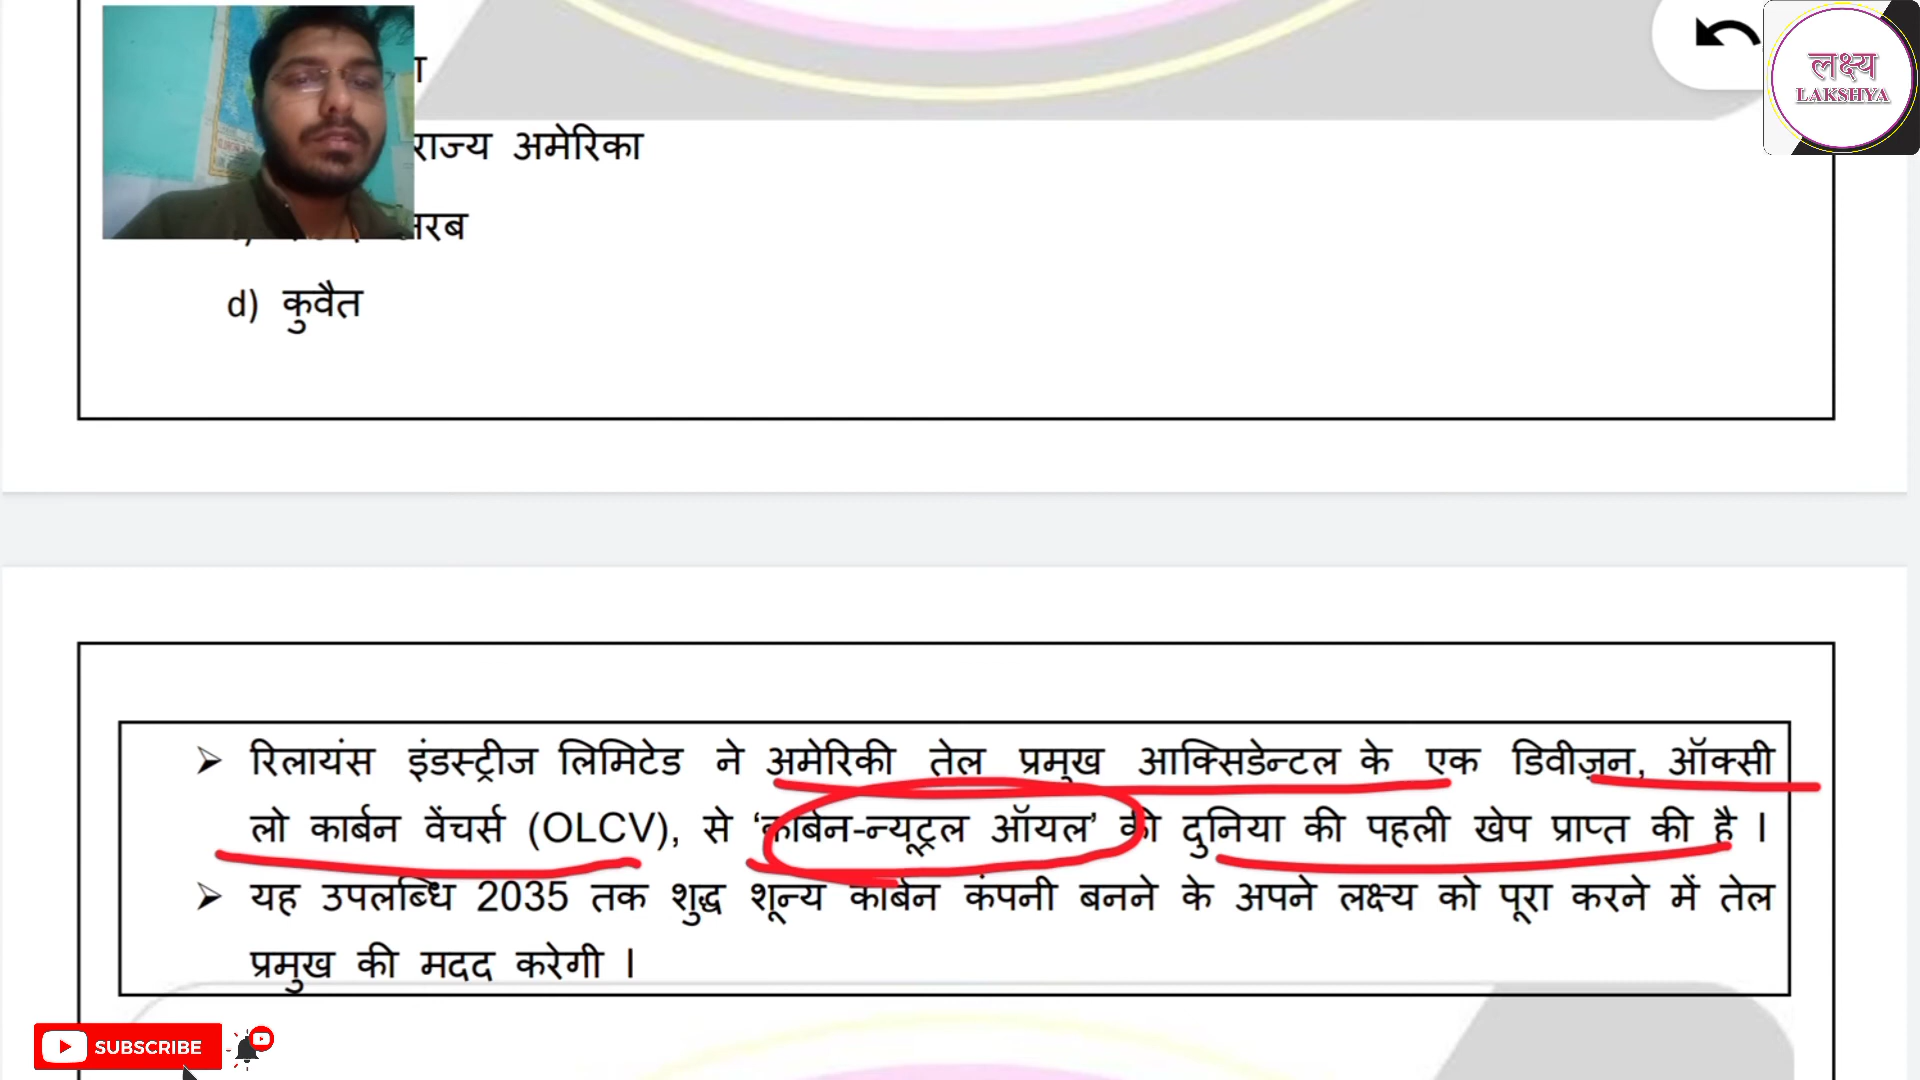 लक्ष्य
LAKSHYA
राज्य अमेरिका
d) कुवैत
➢ रिलायंस इंडस्ट्रीज लिमिटेड ने अमेरिकी तेल प्रमुख आक्सिडेन्टल के एक डिवीज़न, ऑक्सी
लो कार्बन वेंचर्स (OLCV), से ‘कार्बन-न्यूट्रल ऑयल’ की दुनिया की पहली खेप प्राप्त की है ।
➢ यह उपलब्धि 2035 तक शुद्ध शून्य कार्बन कंपनी बनने के अपने लक्ष्य को पूरा करने में तेल
प्रमुख की मदद करेगी ।
SUBSCRIBE